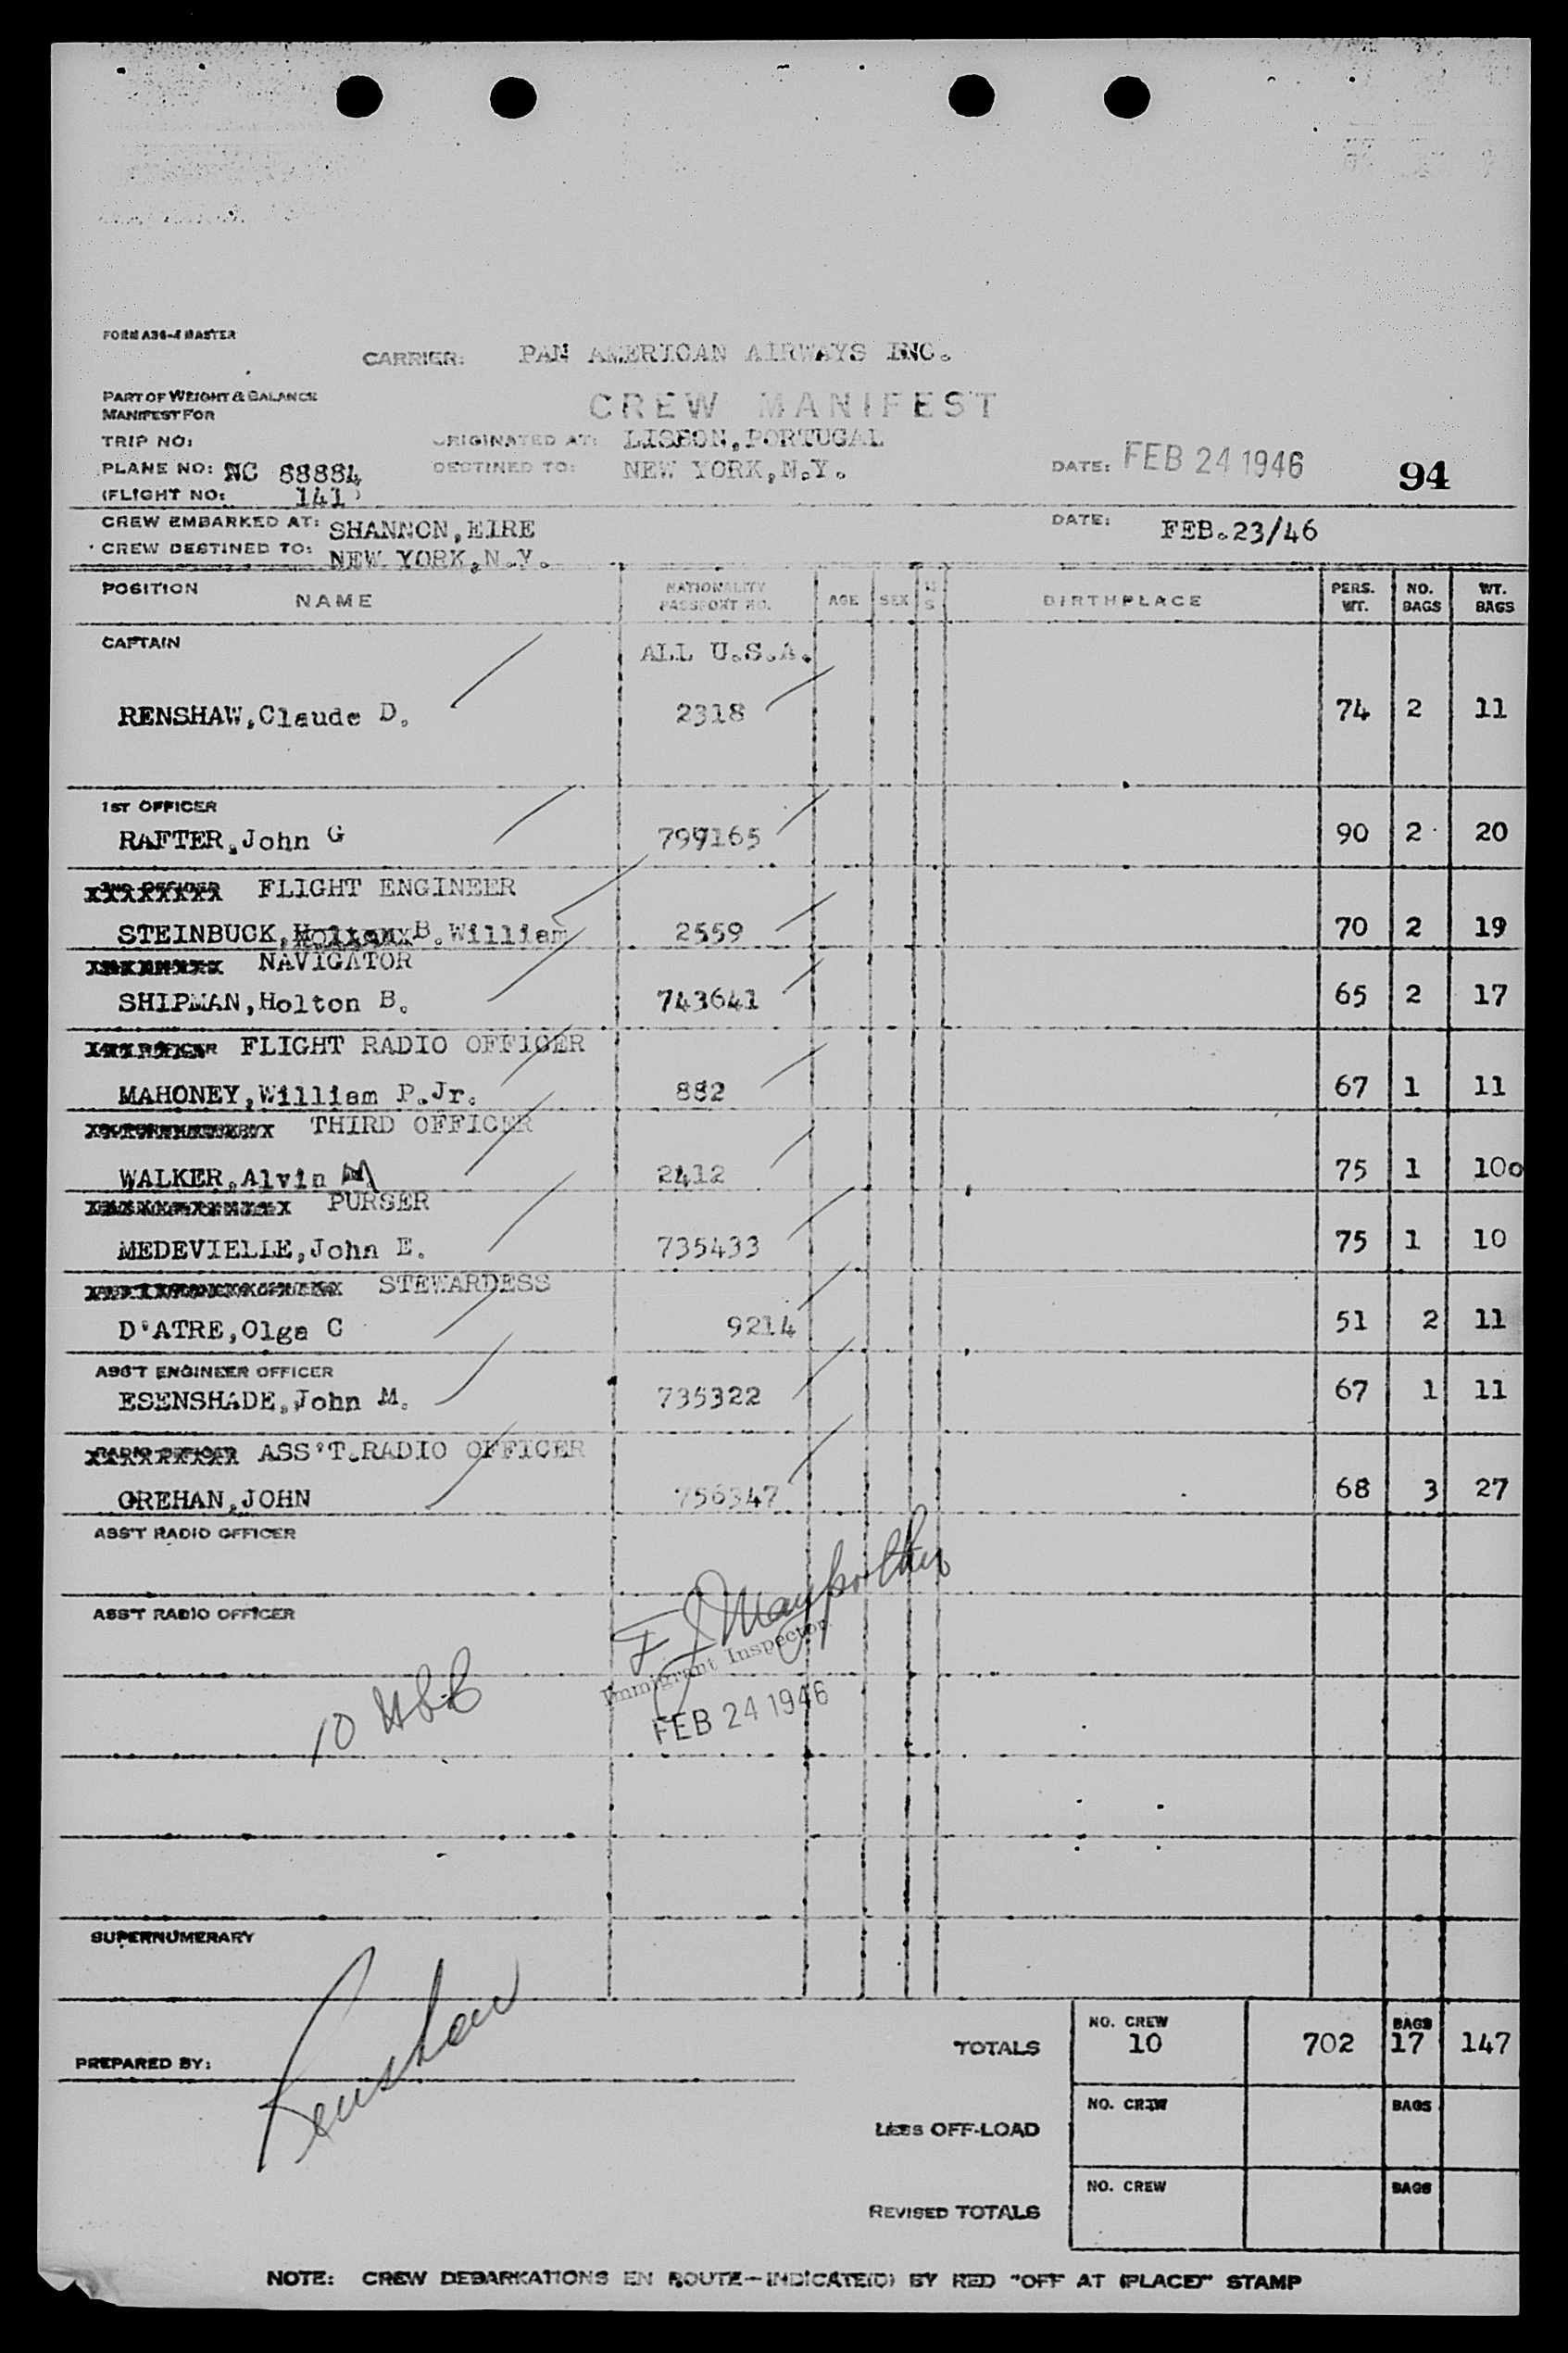 FORM A36-4 MASTER
CARRIER: PAN AMERICAN AIRWAYS INC.
PART OF WEIGHT & BALANCE
MANIFEST FOR
CREW MANIFEST
TRIP NO: ORIGINATED AT: LISBON,PORTUGAL
PLANE NO: NC 88884 DESTINED TO: NEW YORK,N.Y. DATE: FEB 24 1946 94
(FLIGHT NO: 141)
CREW EMBARKED AT: SHANNON,EIRE DATE: FEB.23/46
CREW DESTINED TO: NEW YORK,N.Y.
POSITION NAME NATIONALITY PASSPORT NO. AGE SEX BIRTHPLACE PERS. WT. NO. BAGS WT. BAGS
CAPTAIN ALL U.S.A.
RENSHAW,Claude D. 2318 74 2 11
1ST OFFICER
RAFTER,John G 799165 90 2 20
FLIGHT ENGINEER
STEINBUCK, B.William 2559 70 2 19
NAVIGATOR
SHIPMAN,Holton B. 743641 65 2 17
FLIGHT RADIO OFFICER
MAHONEY,William P.Jr. 882 67 1 11
THIRD OFFICER
WALKER,Alvin M 2412 75 1 10o
PURSER
MEDEVIELLE,John E. 735433 75 1 10
STEWARDESS
D'ATRE,Olga C 9214 51 2 11
ASS'T ENGINEER OFFICER
ESENSHADE,John M. 735322 67 1 11
ASS'T.RADIO OFFICER
GREHAN,JOHN 756347 68 3 27
ASS'T RADIO OFFICER
ASS'T RADIO OFFICER
Immigrant Inspector
FEB 24 1946
10
SUPERNUMERARY
TOTALS NO. CREW 10 702 BAGS 17 147
PREPARED BY: Renshaw
LESS OFF-LOAD NO. CREW BAGS
REVISED TOTALS NO. CREW BAGS
NOTE: CREW DEBARKATIONS EN ROUTE-INDICATE(D) BY RED "OFF AT (PLACE)" STAMP